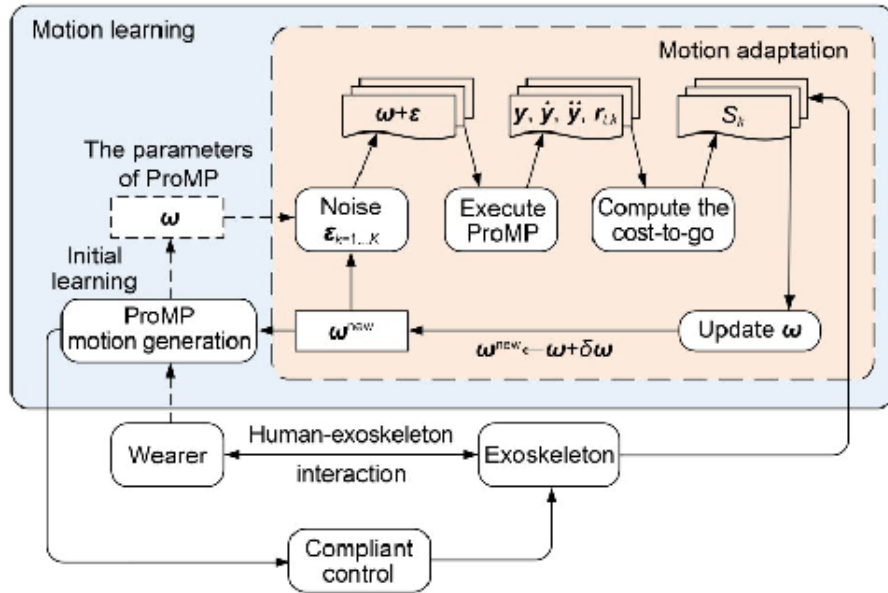 Motion learning
Motion adaptation
ω+ε
y, ẏ, ÿ, r_{t,k}
S_k
The parameters
of ProMP
ω
Noise
ε_{k=1...K}
Execute
ProMP
Compute the
cost-to-go
Initial
learning
ProMP
motion generation
ω^{new}
ω^{new} ← ω+δω
Update ω
Wearer
Human-exoskeleton
interaction
Exoskeleton
Compliant
control